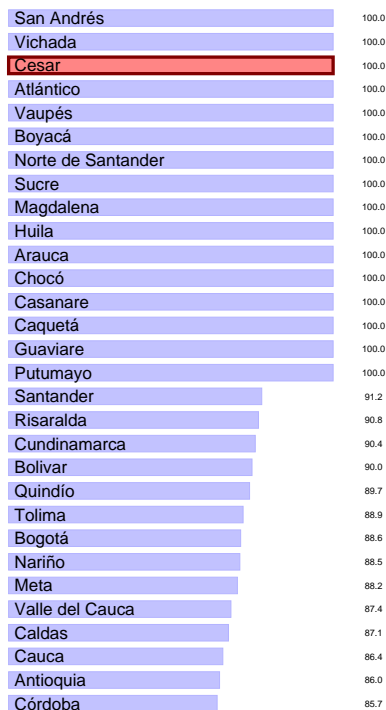 San Andrés 100.0
Vichada 100.0
Cesar 100.0
Atlántico 100.0
Vaupés 100.0
Boyacá 100.0
Norte de Santander 100.0
Sucre 100.0
Magdalena 100.0
Huila 100.0
Arauca 100.0
Chocó 100.0
Casanare 100.0
Caquetá 100.0
Guaviare 100.0
Putumayo 100.0
Santander 91.2
Risaralda 90.8
Cundinamarca 90.4
Bolivar 90.0
Quindío 89.7
Tolima 88.9
Bogotá 88.6
Nariño 88.5
Meta 88.2
Valle del Cauca 87.4
Caldas 87.1
Cauca 86.4
Antioquia 86.0
Córdoba 85.7